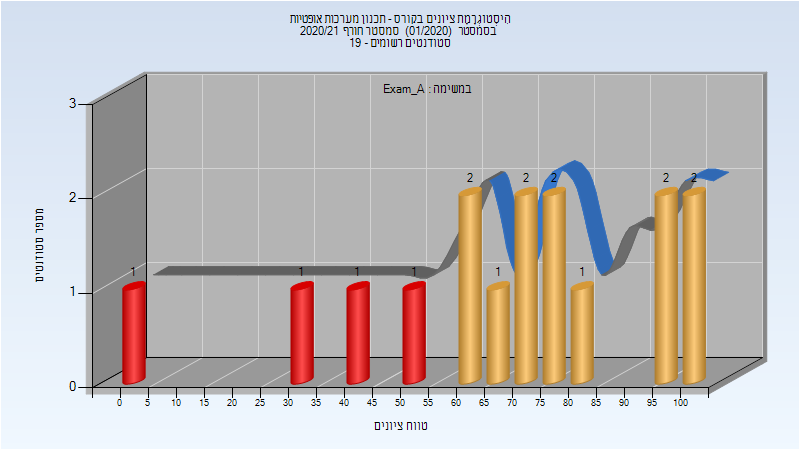 היסטוגרמת ציונים בקורס - תכנון מערכות אופטיות
בסמסטר (01/2020) סמסטר חורף 2020/21
סטודנטים רשומים - 19
במשימה : Exam_A
3
2
1
0
מספר סטודנטים
1 1 1 1 2 1 2 2 1 2 2
0 5 10 15 20 25 30 35 40 45 50 55 60 65 70 75 80 85 90 95 100
טווח ציונים